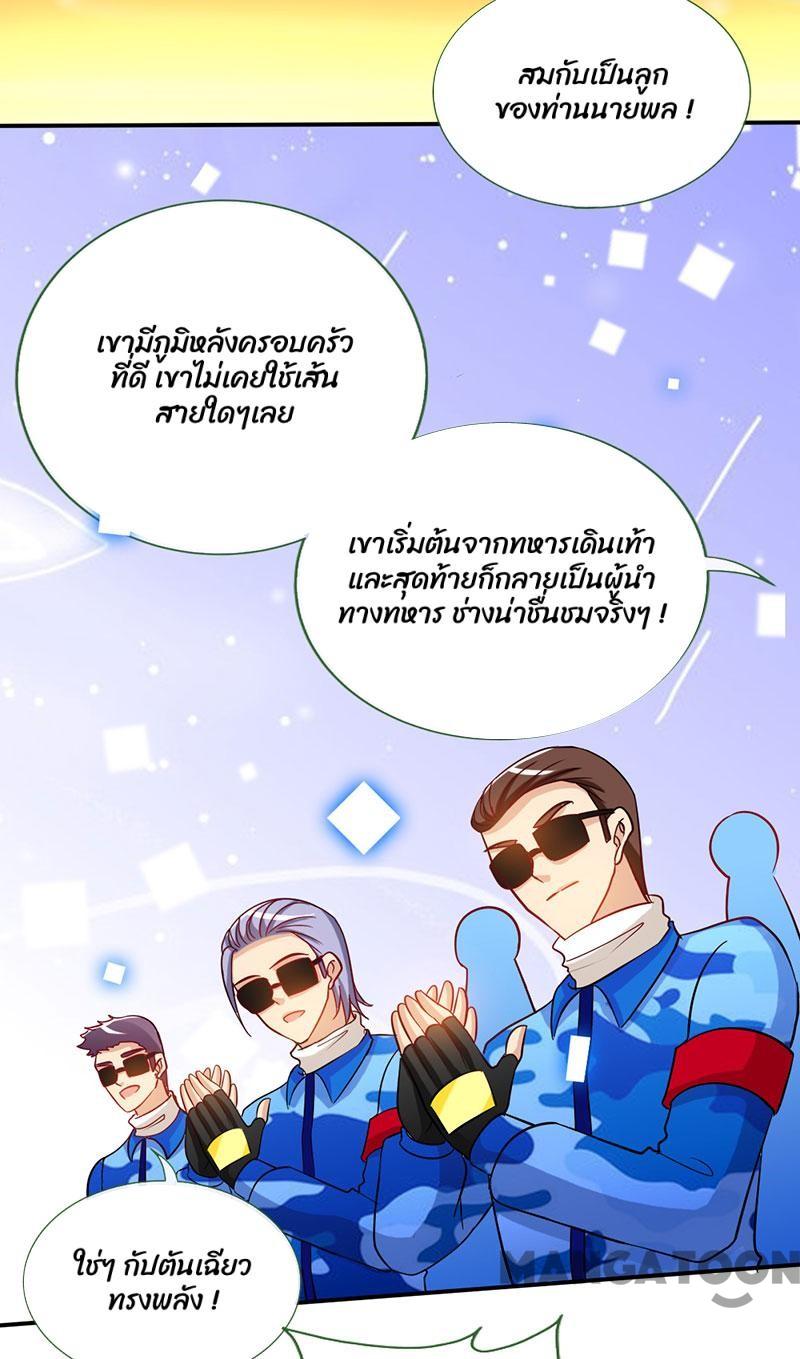 สมกับเป็นลูก
ของท่านนายพล !
เขามีภูมิหลังครอบครัว
ที่ดี เขาไม่เคยใช้เส้น
สายใดๆเลย
เขาเริ่มต้นจากทหารเดินเท้า
และสุดท้ายก็กลายเป็นผู้นำ
ทางทหาร ช่างน่าชื่นชมจริงๆ !
ใช่ๆ กัปตันเฉียว
ทรงพลัง !
MANGATOON